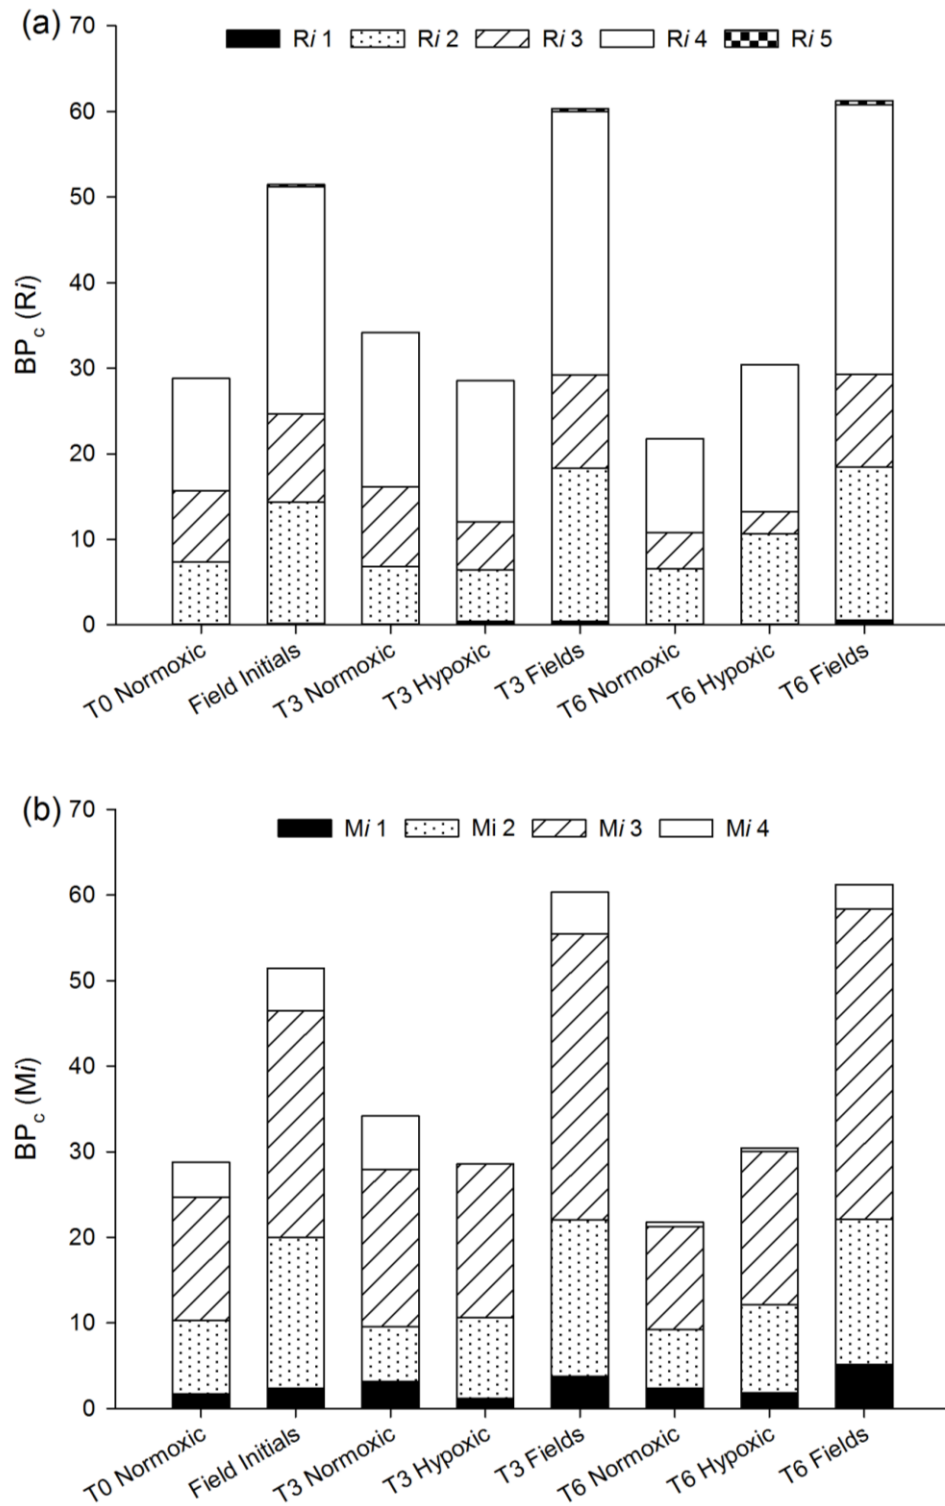 (a)
Ri 1 Ri 2 Ri 3 Ri 4 Ri 5
BPc (Ri)
70
60
50
40
30
20
10
0
T0 Normoxic
Field Initials
T3 Normoxic
T3 Hypoxic
T3 Fields
T6 Normoxic
T6 Hypoxic
T6 Fields
(b)
Mi 1 Mi 2 Mi 3 Mi 4
BPc (Mi)
70
60
50
40
30
20
10
0
T0 Normoxic
Field Initials
T3 Normoxic
T3 Hypoxic
T3 Fields
T6 Normoxic
T6 Hypoxic
T6 Fields